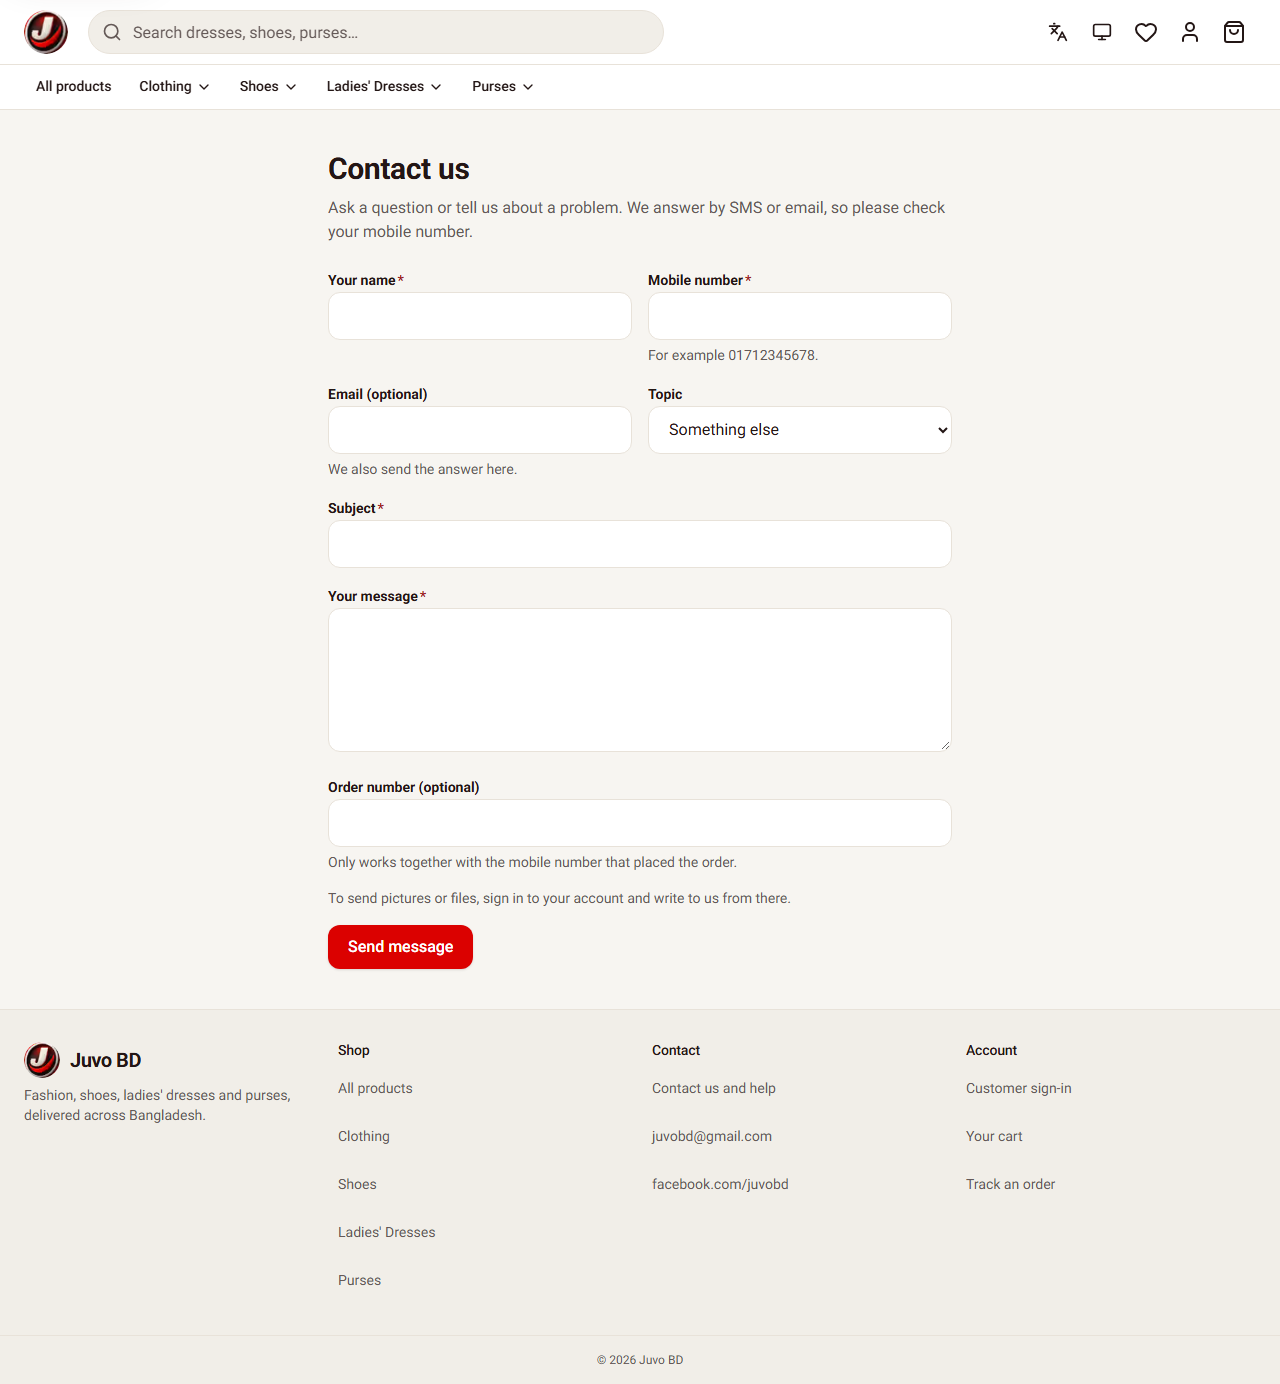 J
Search dresses, shoes, purses...
All products
Clothing
Shoes
Ladies' Dresses
Purses
Contact us
Ask a question or tell us about a problem. We answer by SMS or email, so please check
your mobile number.
Your name*
Mobile number*
For example 01712345678.
Email (optional)
Topic
Something else
We also send the answer here.
Subject*
Your message*
Order number (optional)
Only works together with the mobile number that placed the order.
To send pictures or files, sign in to your account and write to us from there.
Send message
J
Juvo BD
Fashion, shoes, ladies' dresses and purses,
delivered across Bangladesh.
Shop
All products
Clothing
Shoes
Ladies' Dresses
Purses
Contact
Contact us and help
juvobd@gmail.com
facebook.com/juvobd
Account
Customer sign-in
Your cart
Track an order
© 2026 Juvo BD